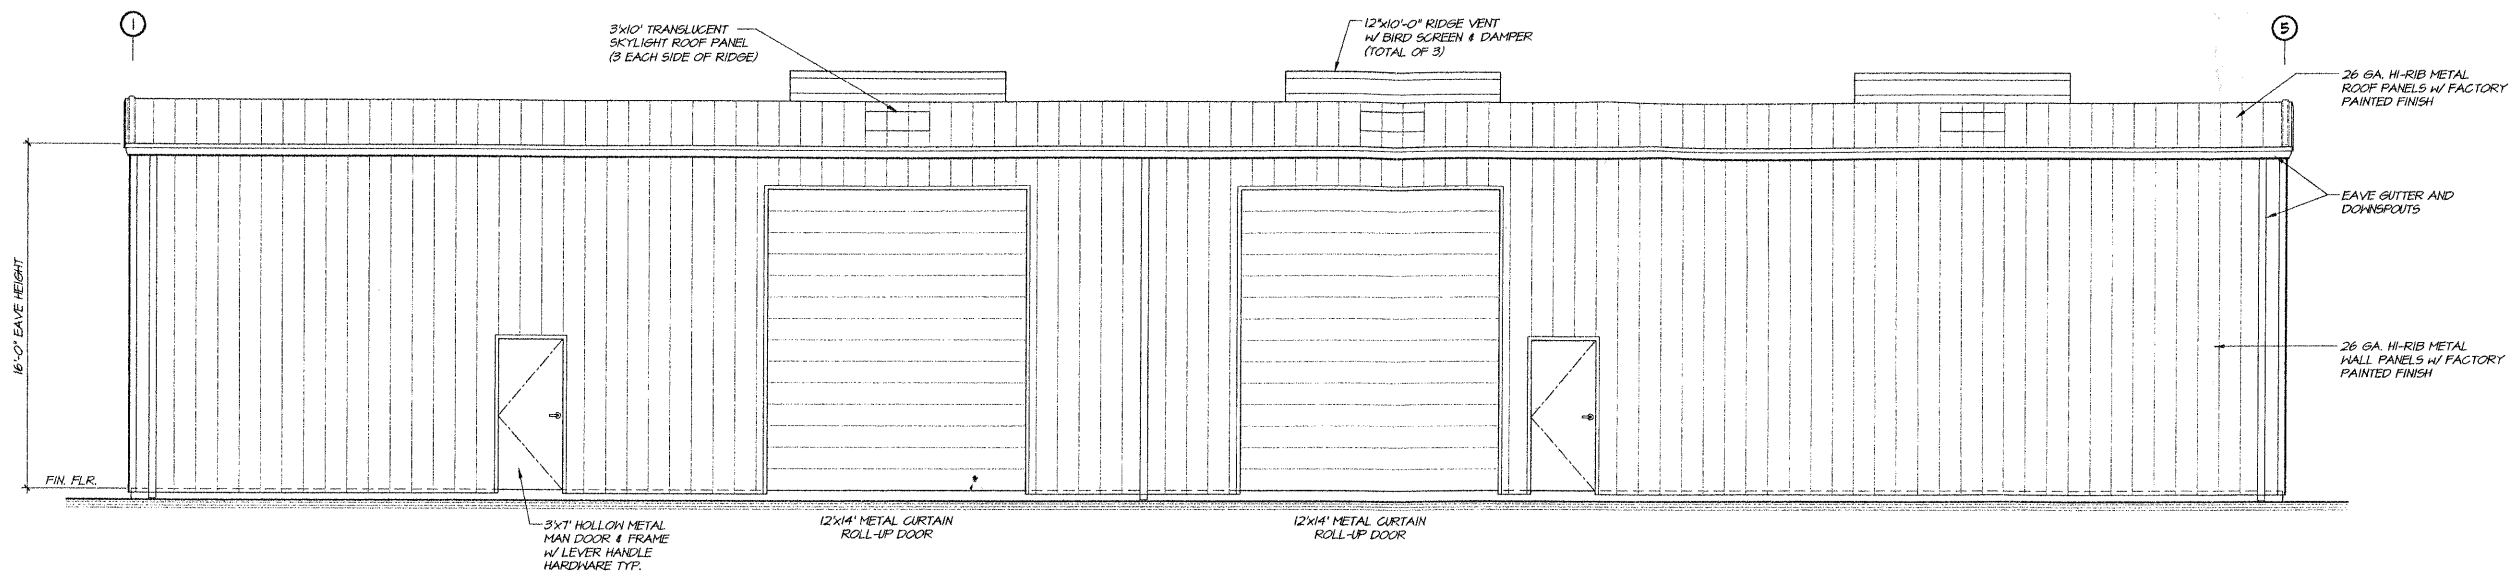 1
5
3'x10' TRANSLUCENT
SKYLIGHT ROOF PANEL
(3 EACH SIDE OF RIDGE)
12"x10'-0" RIDGE VENT
W/ BIRD SCREEN & DAMPER
(TOTAL OF 3)
26 GA. HI-RIB METAL
ROOF PANELS W/ FACTORY
PAINTED FINISH
EAVE GUTTER AND
DOWNSPOUTS
16'-0" EAVE HEIGHT
26 GA. HI-RIB METAL
WALL PANELS W/ FACTORY
PAINTED FINISH
FIN. FLR.
3'x7' HOLLOW METAL
MAN DOOR & FRAME
W/ LEVER HANDLE
HARDWARE TYP.
12'x14' METAL CURTAIN
ROLL-UP DOOR
12'x14' METAL CURTAIN
ROLL-UP DOOR